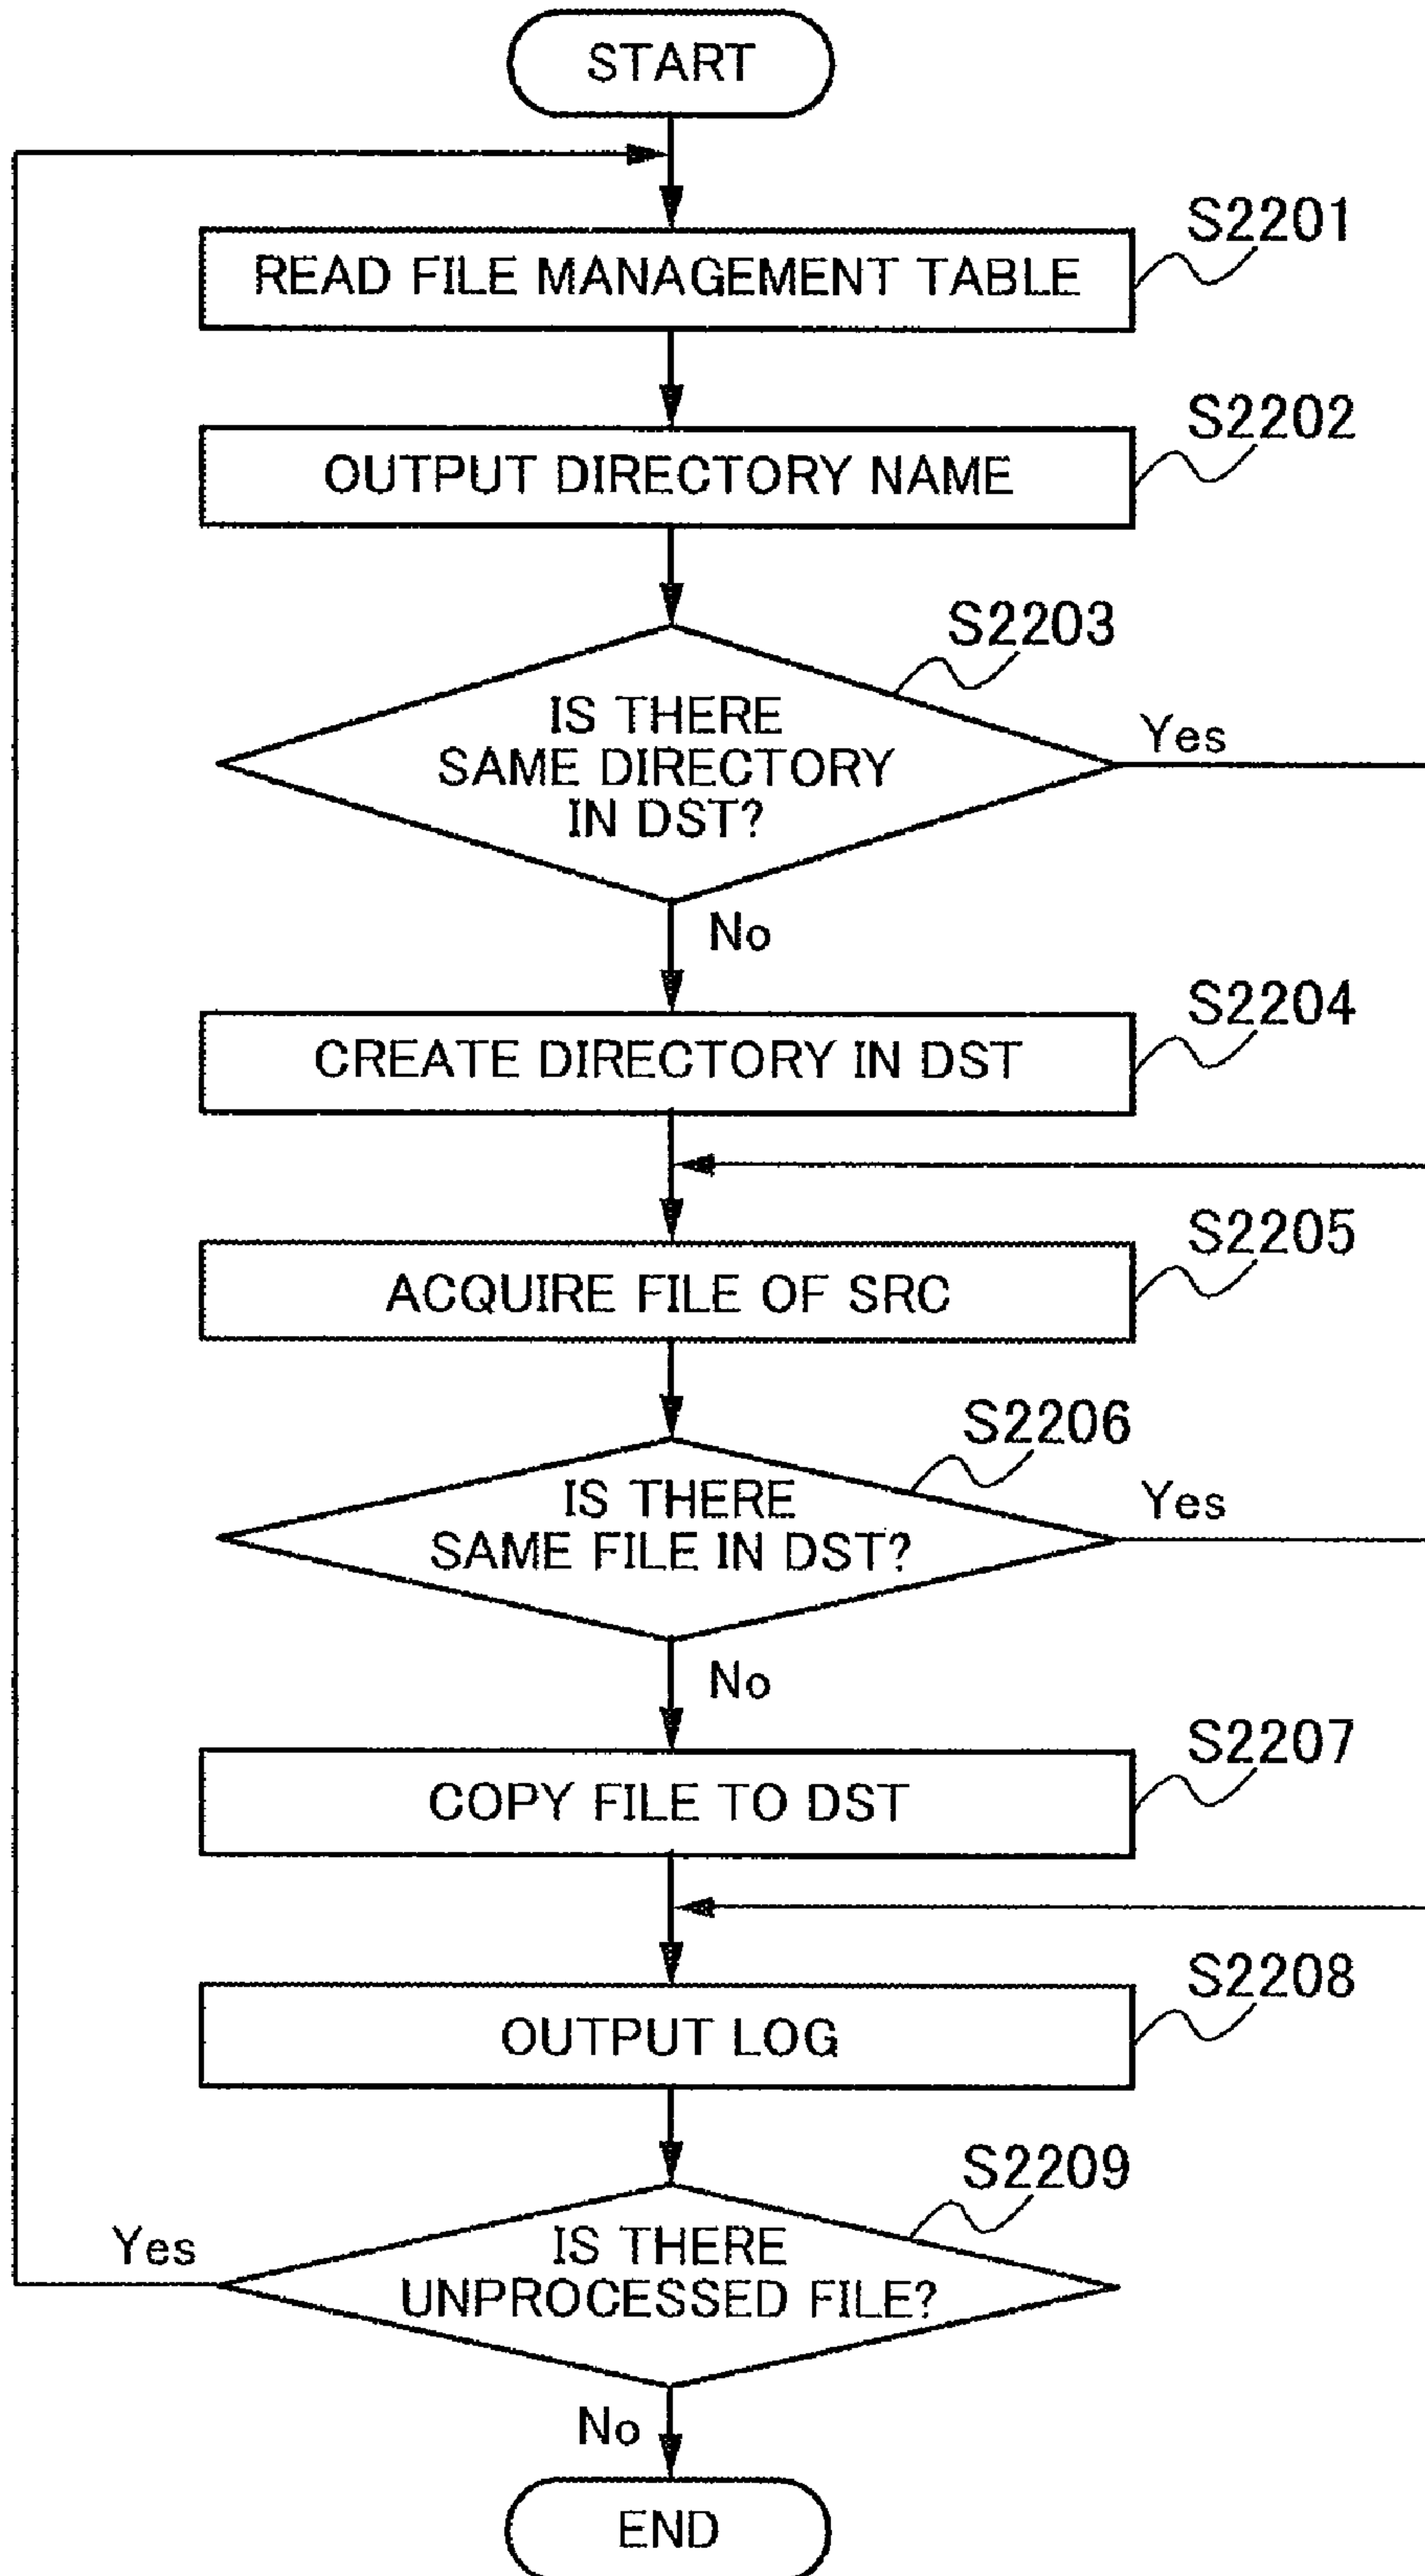 START
READ FILE MANAGEMENT TABLE
S2201
OUTPUT DIRECTORY NAME
S2202
S2203
IS THERE
SAME DIRECTORY
IN DST?
Yes
No
CREATE DIRECTORY IN DST
S2204
ACQUIRE FILE OF SRC
S2205
S2206
IS THERE
SAME FILE IN DST?
Yes
No
COPY FILE TO DST
S2207
OUTPUT LOG
S2208
S2209
IS THERE
UNPROCESSED FILE?
Yes
No
END